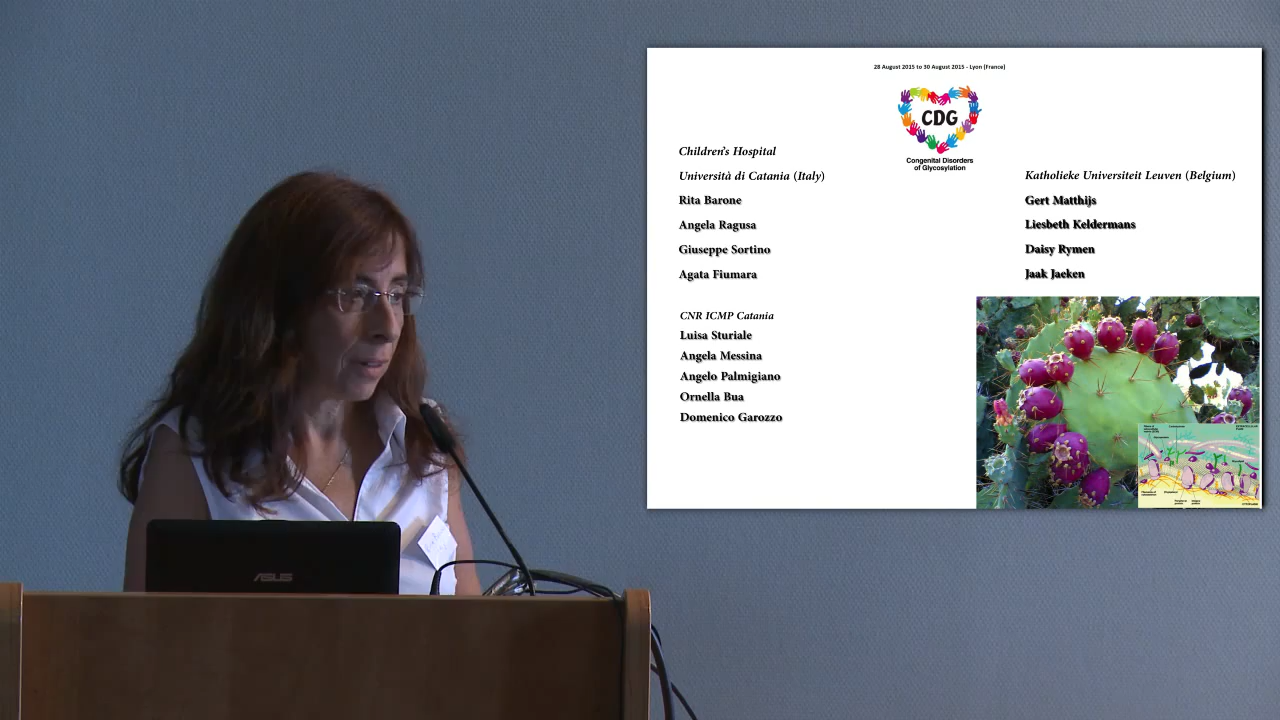 28 August 2015 to 30 August 2015 - Lyon (France)
CDG
Congenital Disorders
of Glycosylation
Children's Hospital
Università di Catania (Italy)
Rita Barone
Angela Ragusa
Giuseppe Sortino
Agata Fiumara
CNR ICMP Catania
Luisa Sturiale
Angela Messina
Angelo Palmigiano
Ornella Bua
Domenico Garozzo
Katholieke Universiteit Leuven (Belgium)
Gert Matthijs
Liesbeth Keldermans
Daisy Rymen
Jaak Jaeken
ASUS